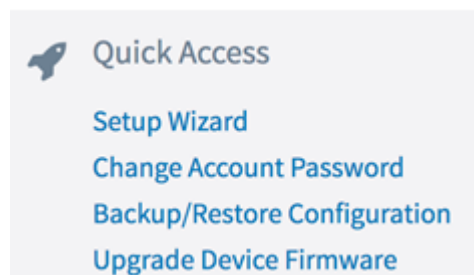 Quick Access
Setup Wizard
Change Account Password
Backup/Restore Configuration
Upgrade Device Firmware